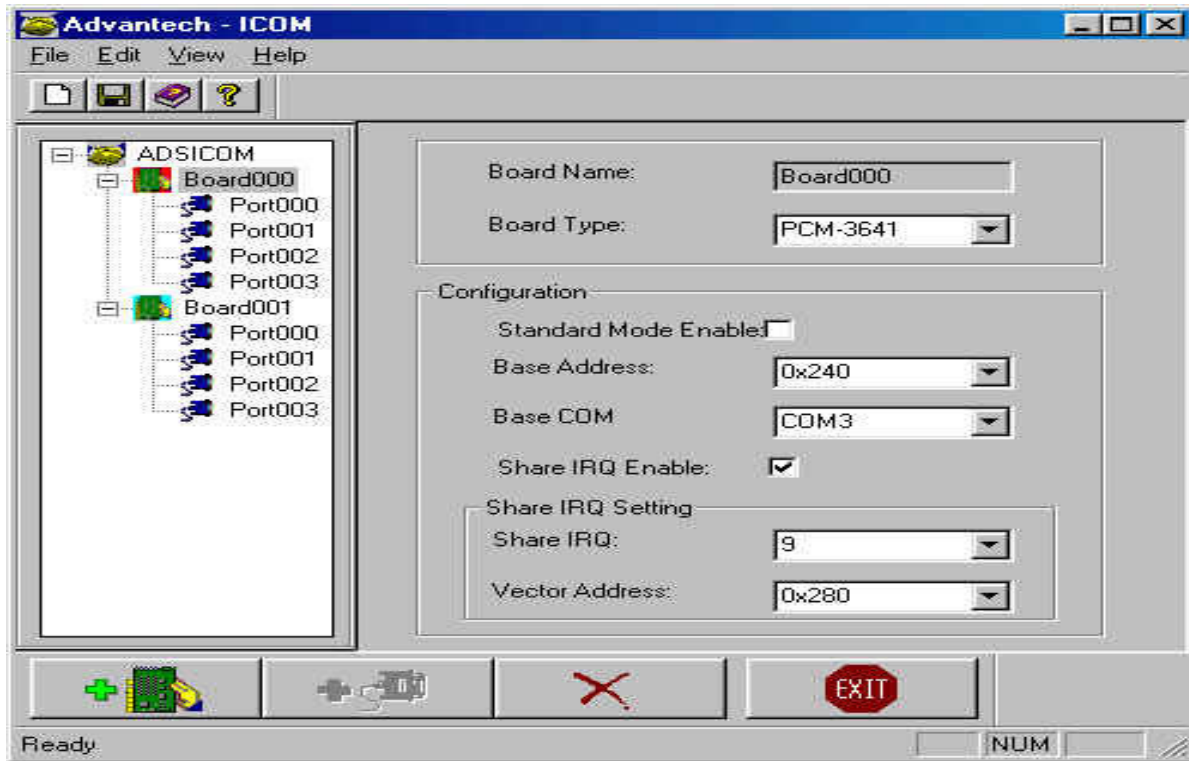 Advantech - ICOM
File Edit View Help
ADSICOM
Board000
Port000
Port001
Port002
Port003
Board001
Port000
Port001
Port002
Port003
Board Name: Board000
Board Type: PCM-3641
Configuration
Standard Mode Enable:
Base Address: 0x240
Base COM COM3
Share IRQ Enable:
Share IRQ Setting
Share IRQ: 9
Vector Address: 0x280
EXIT
Ready
NUM